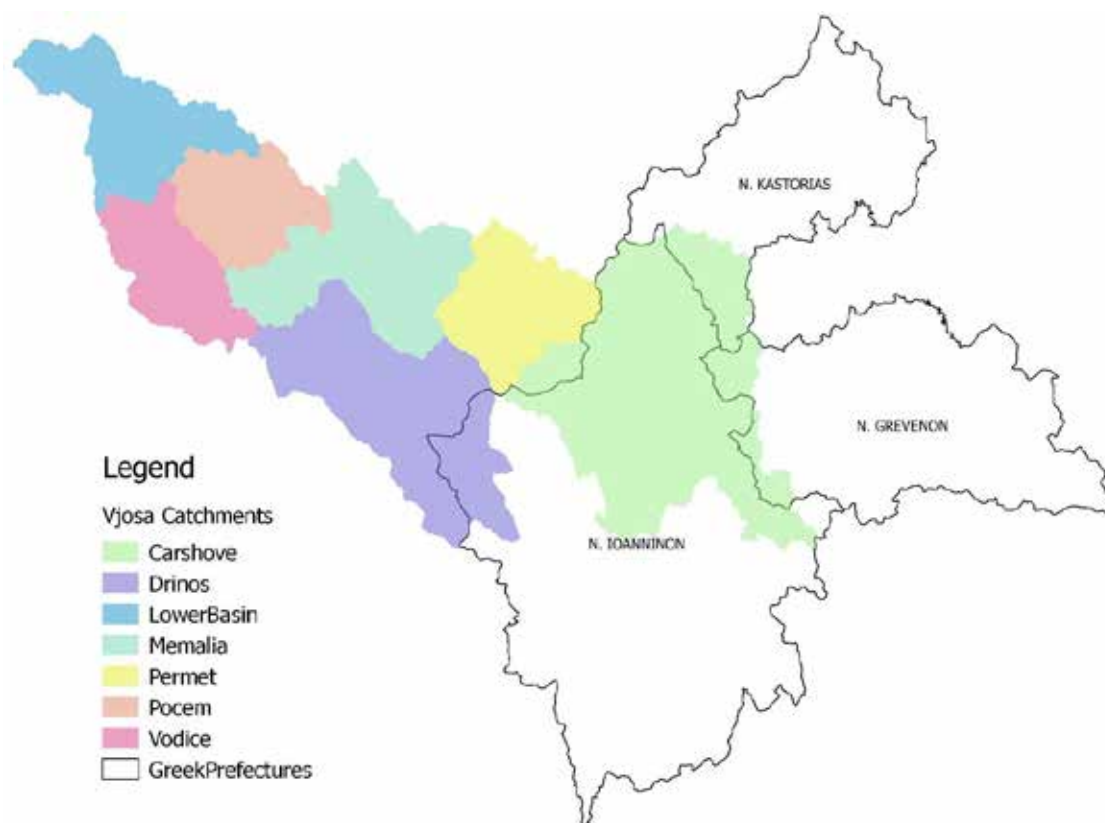 N. KASTORIAS
N. GREVENON
N. IOANNINON
Legend
Vjosa Catchments
Carshove
Drinos
LowerBasin
Memalia
Permet
Pocem
Vodice
GreekPrefectures